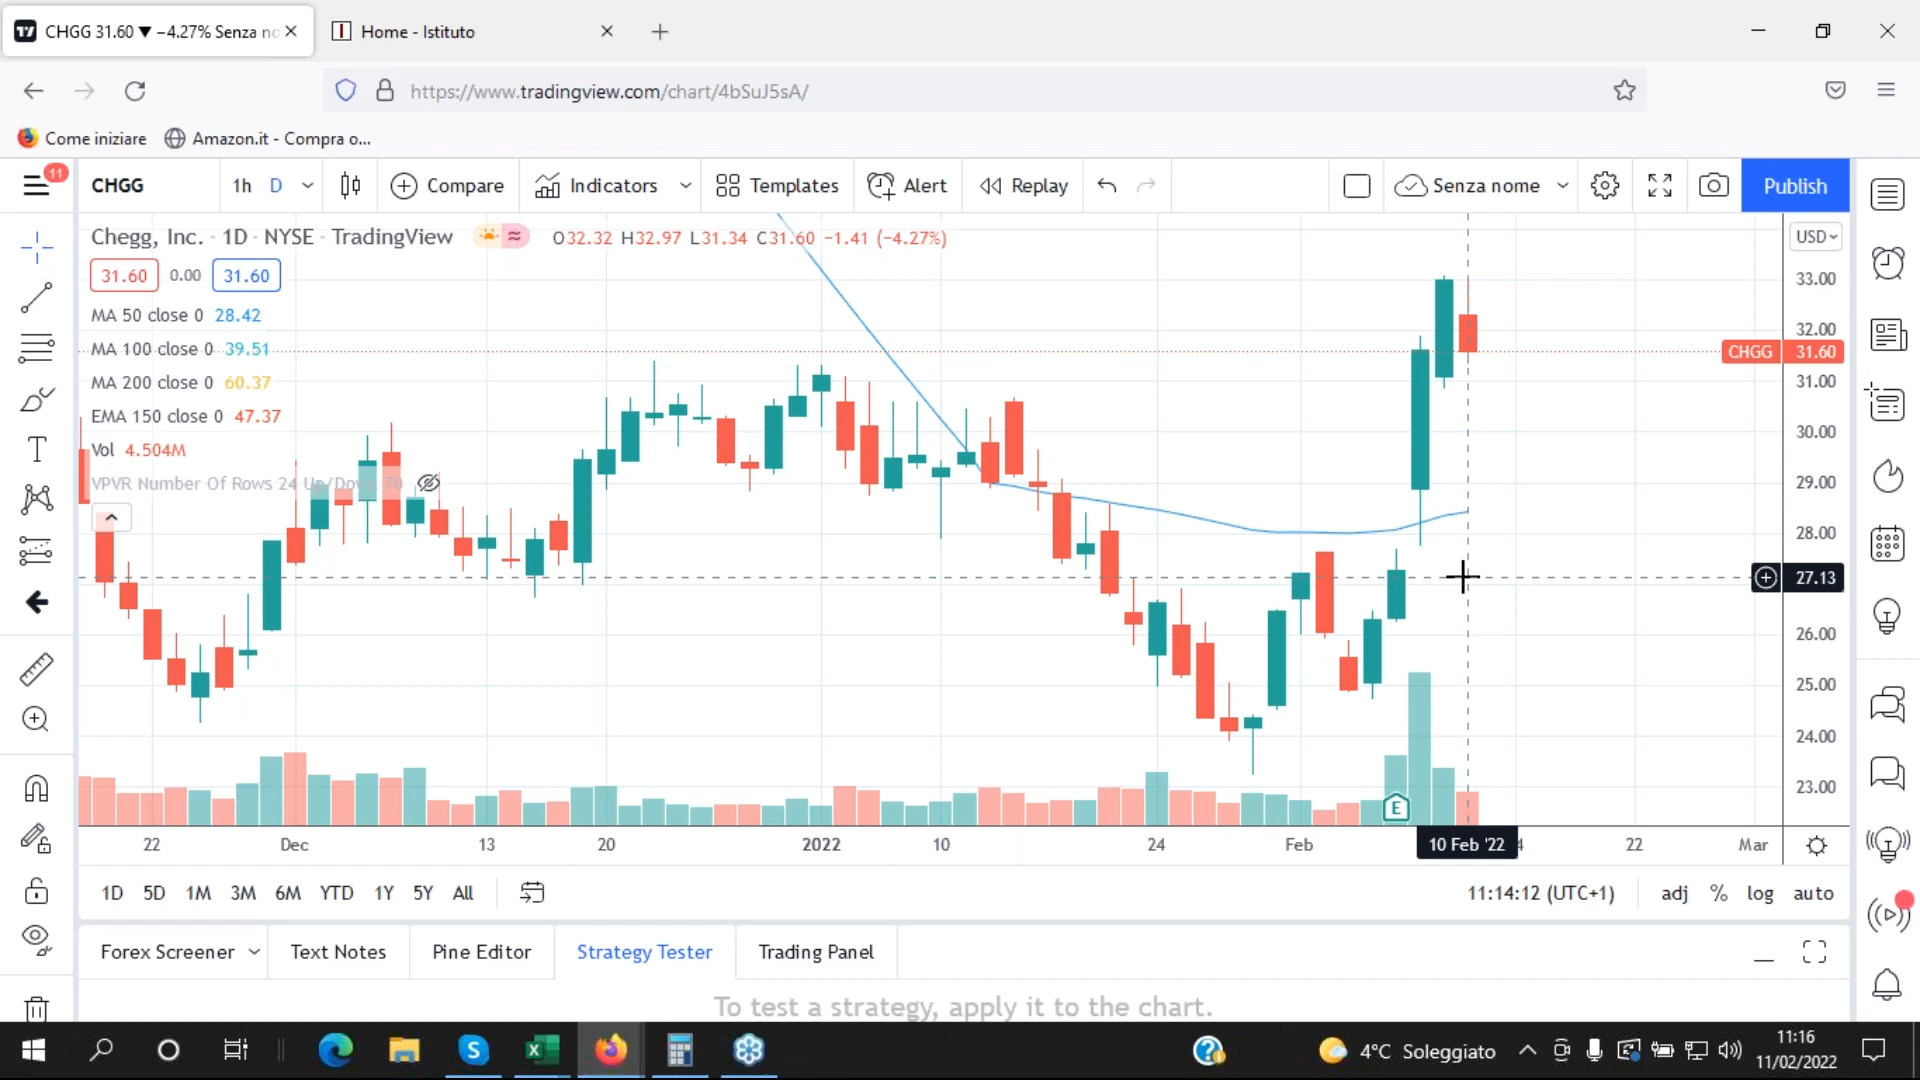 CHGG 31.60 ▼ −4.27% Senza no
Home - Istituto
https://www.tradingview.com/chart/4bSuJ5sA/
Come iniziare
Amazon.it - Compra o...
11
CHGG
1h
D
Compare
Indicators
Templates
Alert
Replay
Senza nome
Publish
Chegg, Inc. · 1D · NYSE · TradingView
O32.32 H32.97 L31.34 C31.60 −1.41 (−4.27%)
USD
31.60
0.00
31.60
MA 50 close 0 28.42
MA 100 close 0 39.51
MA 200 close 0 60.37
EMA 150 close 0 47.37
Vol 4.504M
VPVR Number Of Rows 24 Up/Down 70
33.00
32.00
CHGG 31.60
31.00
30.00
29.00
28.00
27.13
26.00
25.00
24.00
23.00
E
22
Dec
13
20
2022
10
24
Feb
10 Feb '22
4
22
Mar
1D
5D
1M
3M
6M
YTD
1Y
5Y
All
11:14:12 (UTC+1)
adj
%
log
auto
Forex Screener
Text Notes
Pine Editor
Strategy Tester
Trading Panel
To test a strategy, apply it to the chart.
4°C Soleggiato
11:16
11/02/2022